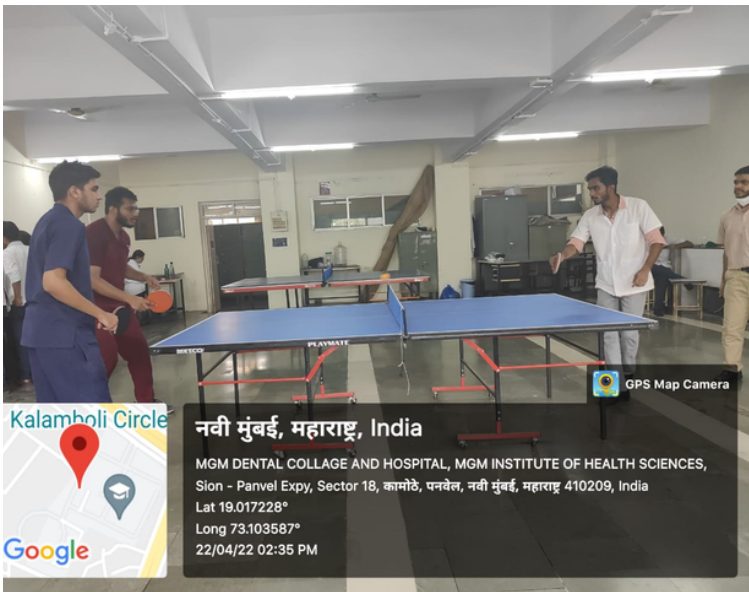 METCO
PLAYMATE
GPS Map Camera
Kalamboli Circle
Google
नवी मुंबई, महाराष्ट्र, India
MGM DENTAL COLLAGE AND HOSPITAL, MGM INSTITUTE OF HEALTH SCIENCES,
Sion - Panvel Expy, Sector 18, कामोठे, पनवेल, नवी मुंबई, महाराष्ट्र 410209, India
Lat 19.017228°
Long 73.103587°
22/04/22 02:35 PM